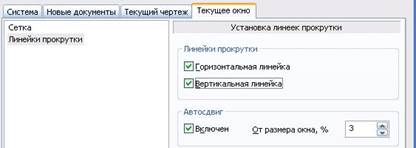 Система Новые документы Текущий чертеж Текущее окно
Сетка
Линейки прокрутки
Установка линеек прокрутки
Линейки прокрутки
Горизонтальная линейка
Вертикальная линейка
Автосдвиг
Включен От размера окна, % 3